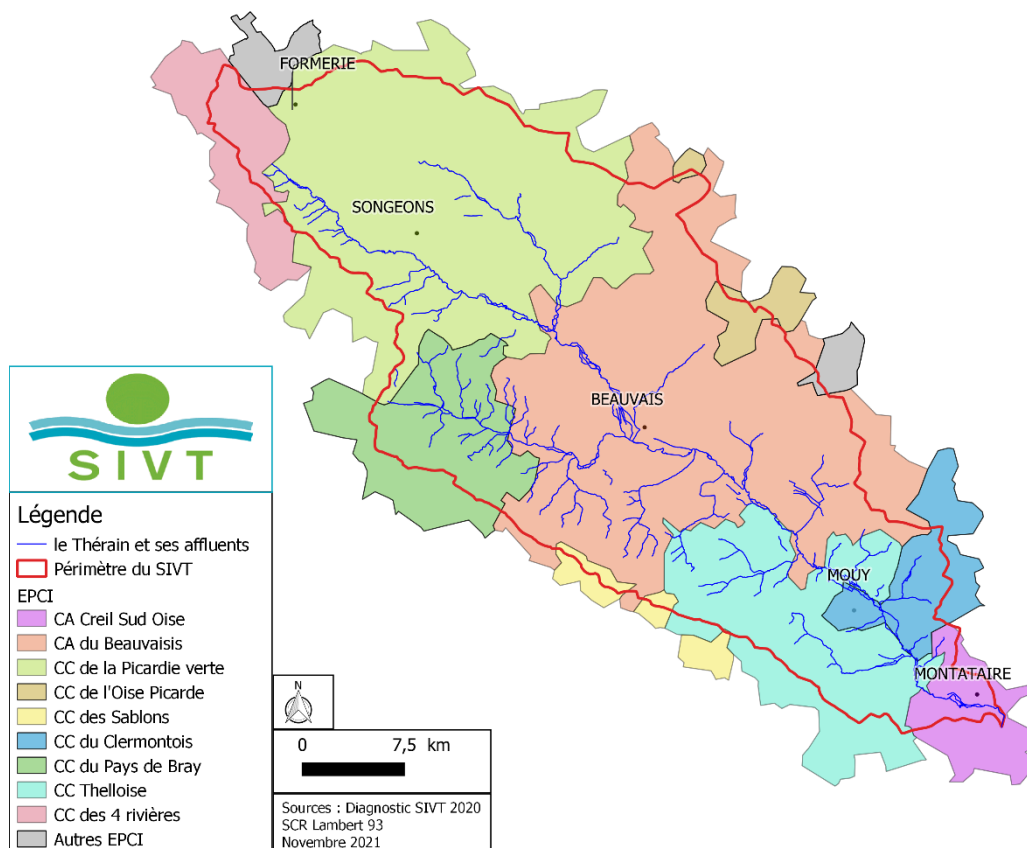 FORMERIE
SONGEONS
BEAUVAIS
MOUY
MONTATAIRE
SIVT
Légende
le Thérain et ses affluents
Périmètre du SIVT
EPCI
CA Creil Sud Oise
CA du Beauvaisis
CC de la Picardie verte
CC de l'Oise Picarde
CC des Sablons
CC du Clermontois
CC du Pays de Bray
CC Thelloise
CC des 4 rivières
Autres EPCI
N
0 7,5 km
Sources : Diagnostic SIVT 2020
SCR Lambert 93
Novembre 2021